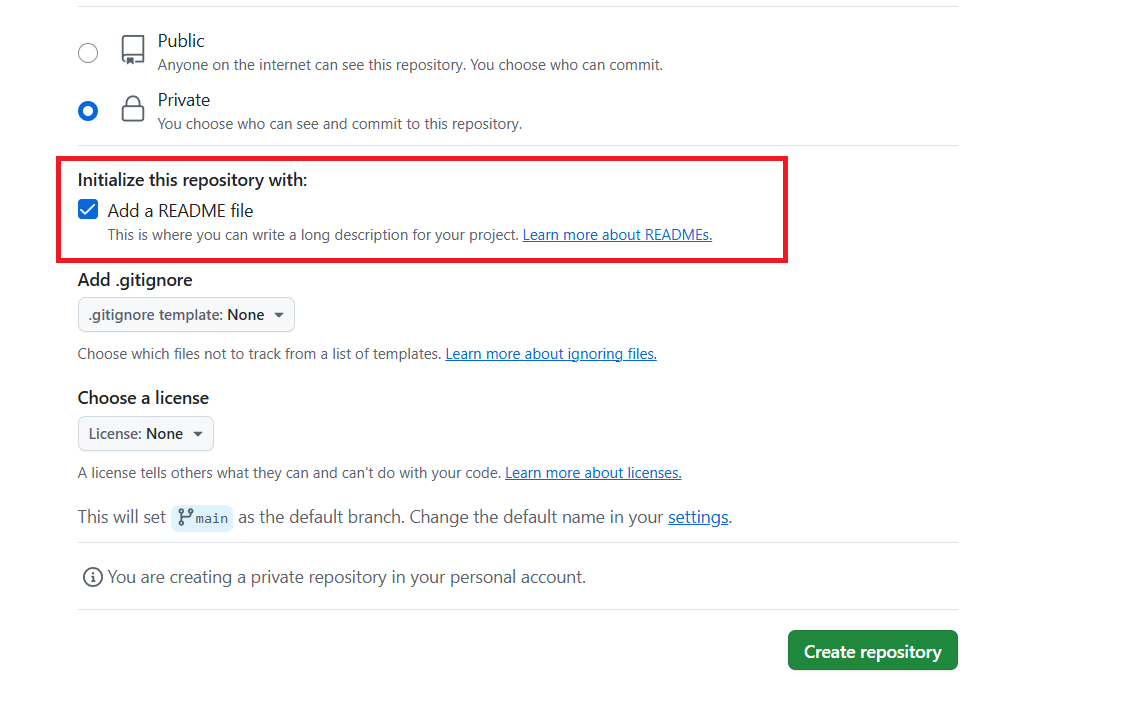 Public
Anyone on the internet can see this repository. You choose who can commit.
Private
You choose who can see and commit to this repository.
Initialize this repository with:
Add a README file
This is where you can write a long description for your project. Learn more about READMEs.
Add .gitignore
.gitignore template: None
Choose which files not to track from a list of templates. Learn more about ignoring files.
Choose a license
License: None
A license tells others what they can and can't do with your code. Learn more about licenses.
This will set main as the default branch. Change the default name in your settings.
You are creating a private repository in your personal account.
Create repository